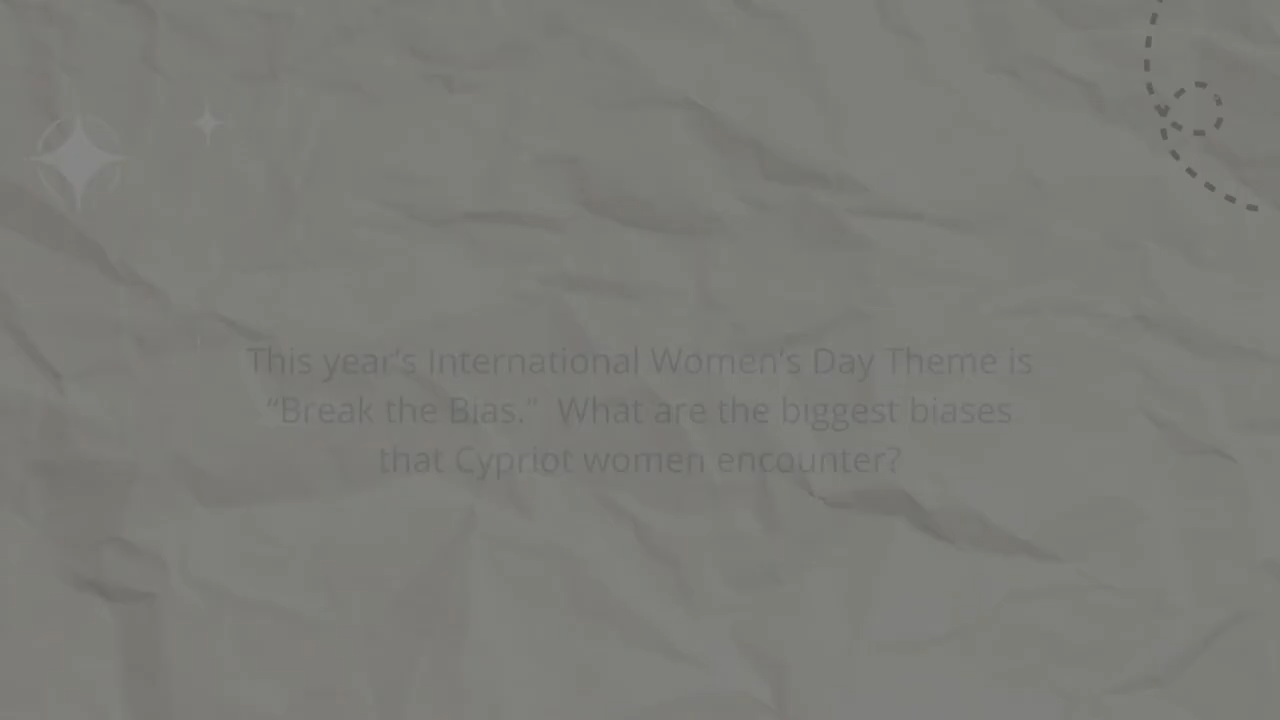 This year's International Women's Day Theme is
“Break the Bias.”  What are the biggest biases
that Cypriot women encounter?